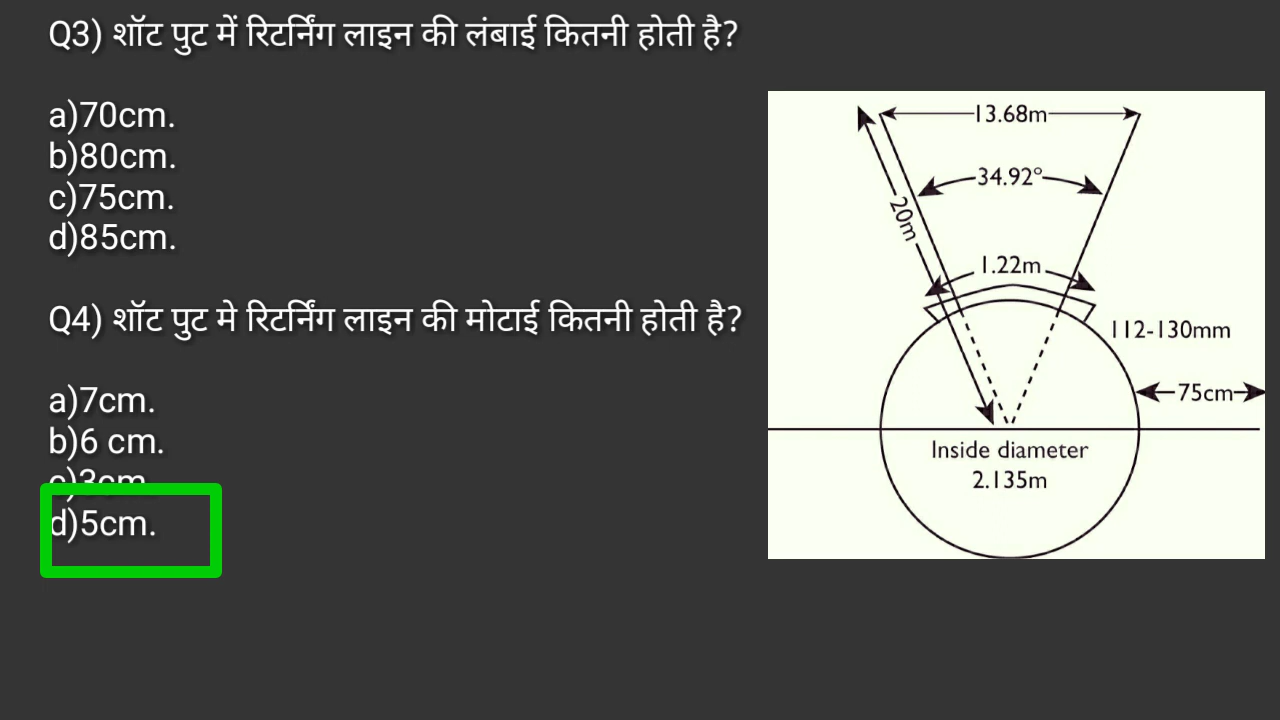 Q3) शॉट पुट में रिटर्निंग लाइन की लंबाई कितनी होती है?
a)70cm.
b)80cm.
c)75cm.
d)85cm.
Q4) शॉट पुट मे रिटर्निंग लाइन की मोटाई कितनी होती है?
a)7cm.
b)6 cm.
c)3cm
d)5cm.
13.68m
34.92°
20m
1.22m
112-130mm
75cm
Inside diameter
2.135m